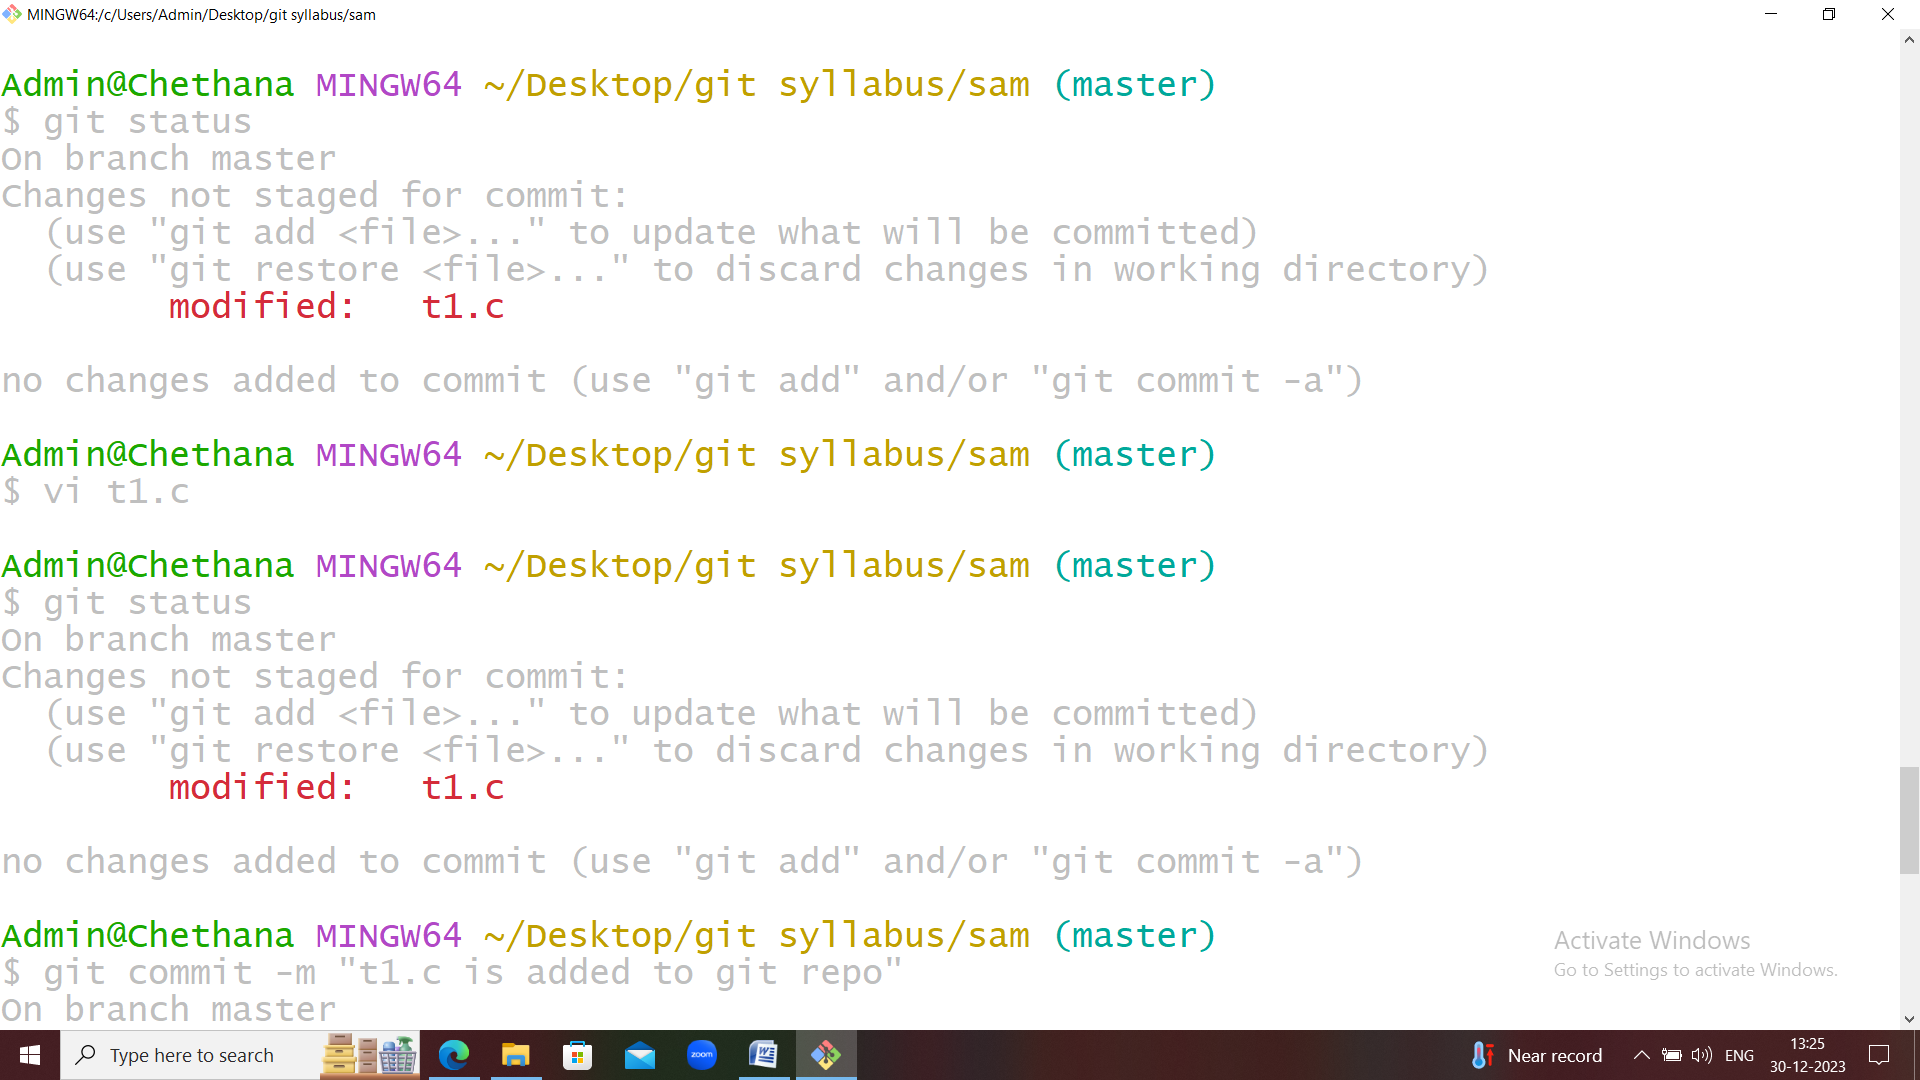 MINGW64:/c/Users/Admin/Desktop/git syllabus/sam
Admin@Chethana MINGW64 ~/Desktop/git syllabus/sam (master)
$ git status
On branch master
Changes not staged for commit:
  (use "git add <file>..." to update what will be committed)
  (use "git restore <file>..." to discard changes in working directory)
        modified:   t1.c
no changes added to commit (use "git add" and/or "git commit -a")
Admin@Chethana MINGW64 ~/Desktop/git syllabus/sam (master)
$ vi t1.c
Admin@Chethana MINGW64 ~/Desktop/git syllabus/sam (master)
$ git status
On branch master
Changes not staged for commit:
  (use "git add <file>..." to update what will be committed)
  (use "git restore <file>..." to discard changes in working directory)
        modified:   t1.c
no changes added to commit (use "git add" and/or "git commit -a")
Admin@Chethana MINGW64 ~/Desktop/git syllabus/sam (master)
$ git commit -m "t1.c is added to git repo"
On branch master
Activate Windows
Go to Settings to activate Windows.
Type here to search
zoom
Near record
ENG
13:25
30-12-2023